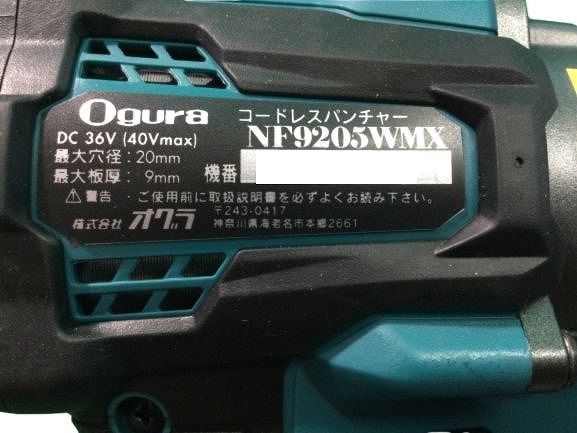 Ogura コードレスパンチャー
DC 36V (40Vmax) NF9205WMX
最大穴径：20mm
最大板厚： 9mm 機番
⚠警告・ご使用前に取扱説明書を必ずよくお読み下さい。
株式会社 オグラ 〒243-0417
神奈川県海老名市本郷2661